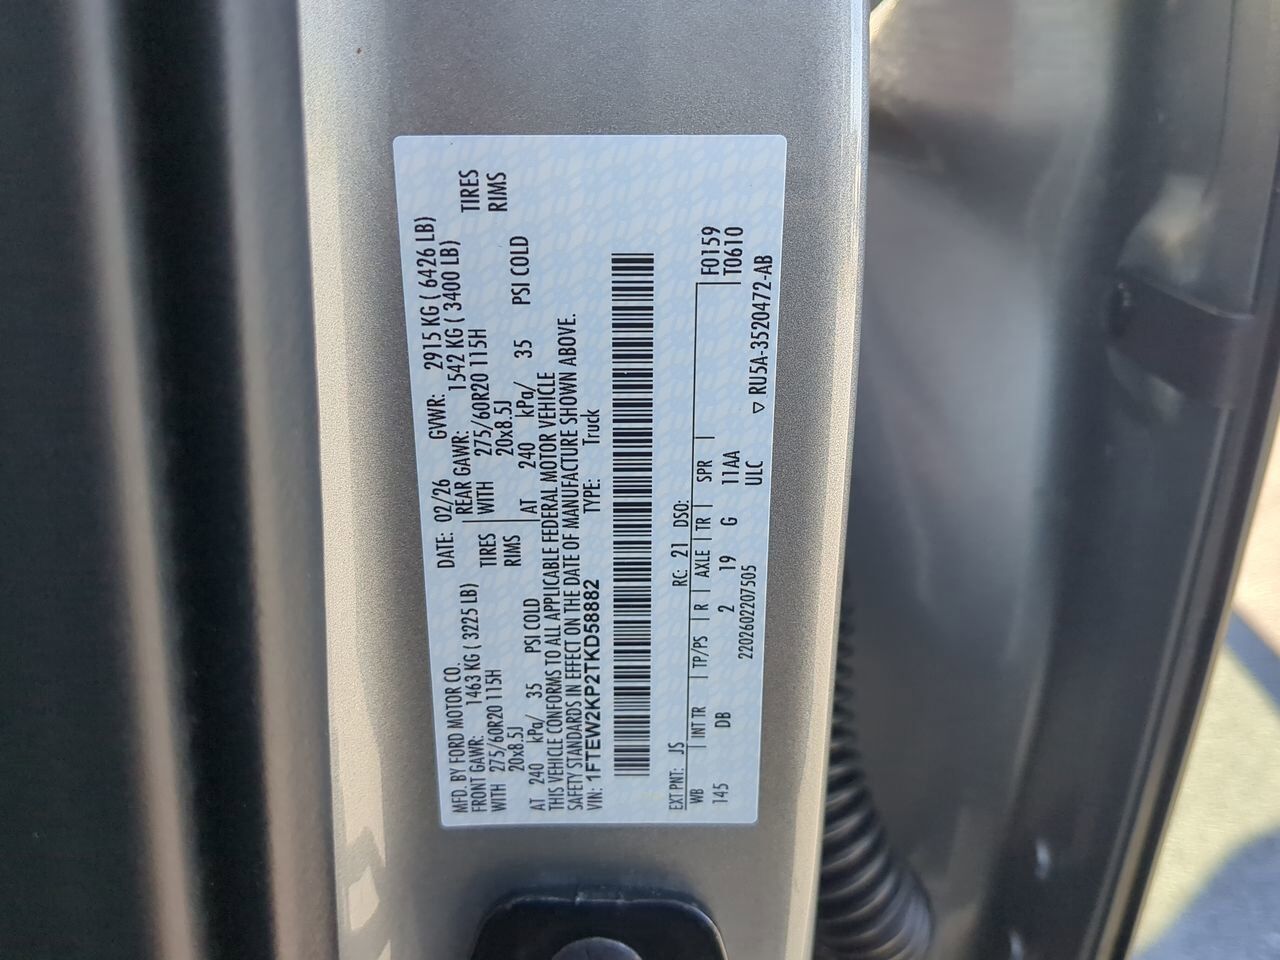 MFD. BY FORD MOTOR CO. DATE: 02/26 GVWR: 2915 KG ( 6426 LB)
FRONT GAWR: 1463 KG ( 3225 LB) REAR GAWR: 1542 KG ( 3400 LB)
WITH 275/60R20 115H TIRES WITH 275/60R20 115H TIRES
20x8.5J RIMS 20x8.5J RIMS
AT 240 kPa/ 35 PSI COLD AT 240 kPa/ 35 PSI COLD
THIS VEHICLE CONFORMS TO ALL APPLICABLE FEDERAL MOTOR VEHICLE
SAFETY STANDARDS IN EFFECT ON THE DATE OF MANUFACTURE SHOWN ABOVE.
VIN: 1FTEW2KP2TKD58882 TYPE: Truck
EXT PNT: JS RC: 21 DSO:
WB INT TR TP/PS R AXLE TR SPR F0159
145 DB 2 19 G 11AA T0610
2202602207505 ULC ▽ RU5A-3520472-AB